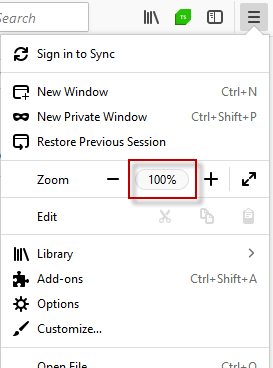 Search
TS
Sign in to Sync
New Window Ctrl+N
New Private Window Ctrl+Shift+P
Restore Previous Session
Zoom − 100% +
Edit
Library
Add-ons Ctrl+Shift+A
Options
Customize...
Open File Ctrl+O